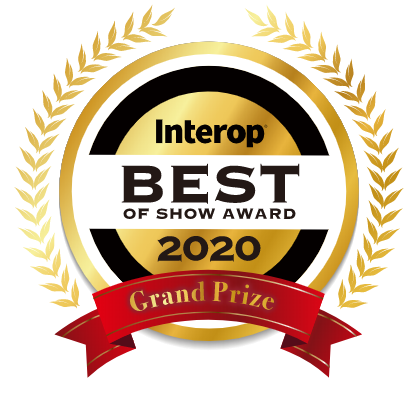 Interop
BEST
OF SHOW AWARD
2020
Grand Prize